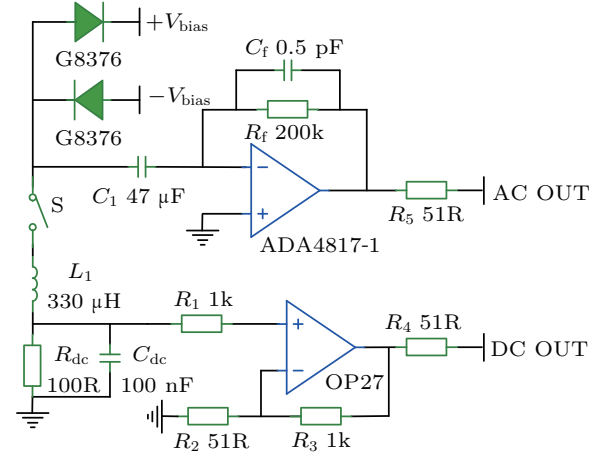 +V_bias
G8376
−V_bias
G8376
C_f 0.5 pF
R_f 200k
C_1 47 μF
−
+
ADA4817-1
R_5 51R
AC OUT
S
L_1
330 μH
R_1 1k
R_dc
100R
C_dc
100 nF
+
−
OP27
R_4 51R
DC OUT
R_2 51R
R_3 1k